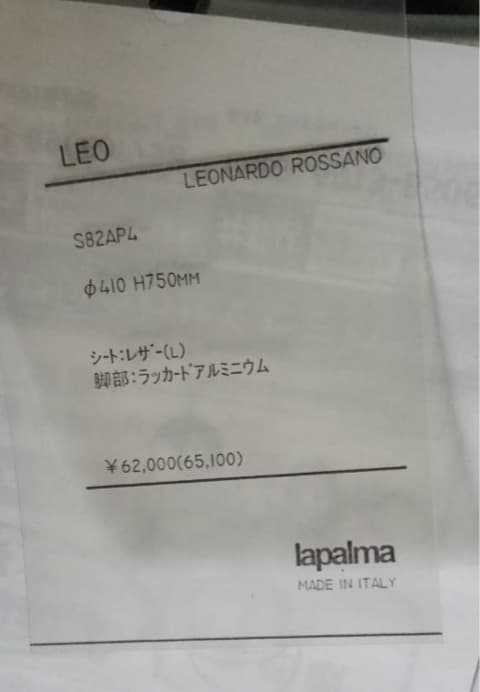 LEO
LEONARDO ROSSANO
S82AP4
φ410 H750MM
シート:レザー(L)
脚部:ラッカードアルミニウム
￥62,000(65,100)
lapalma
MADE IN ITALY